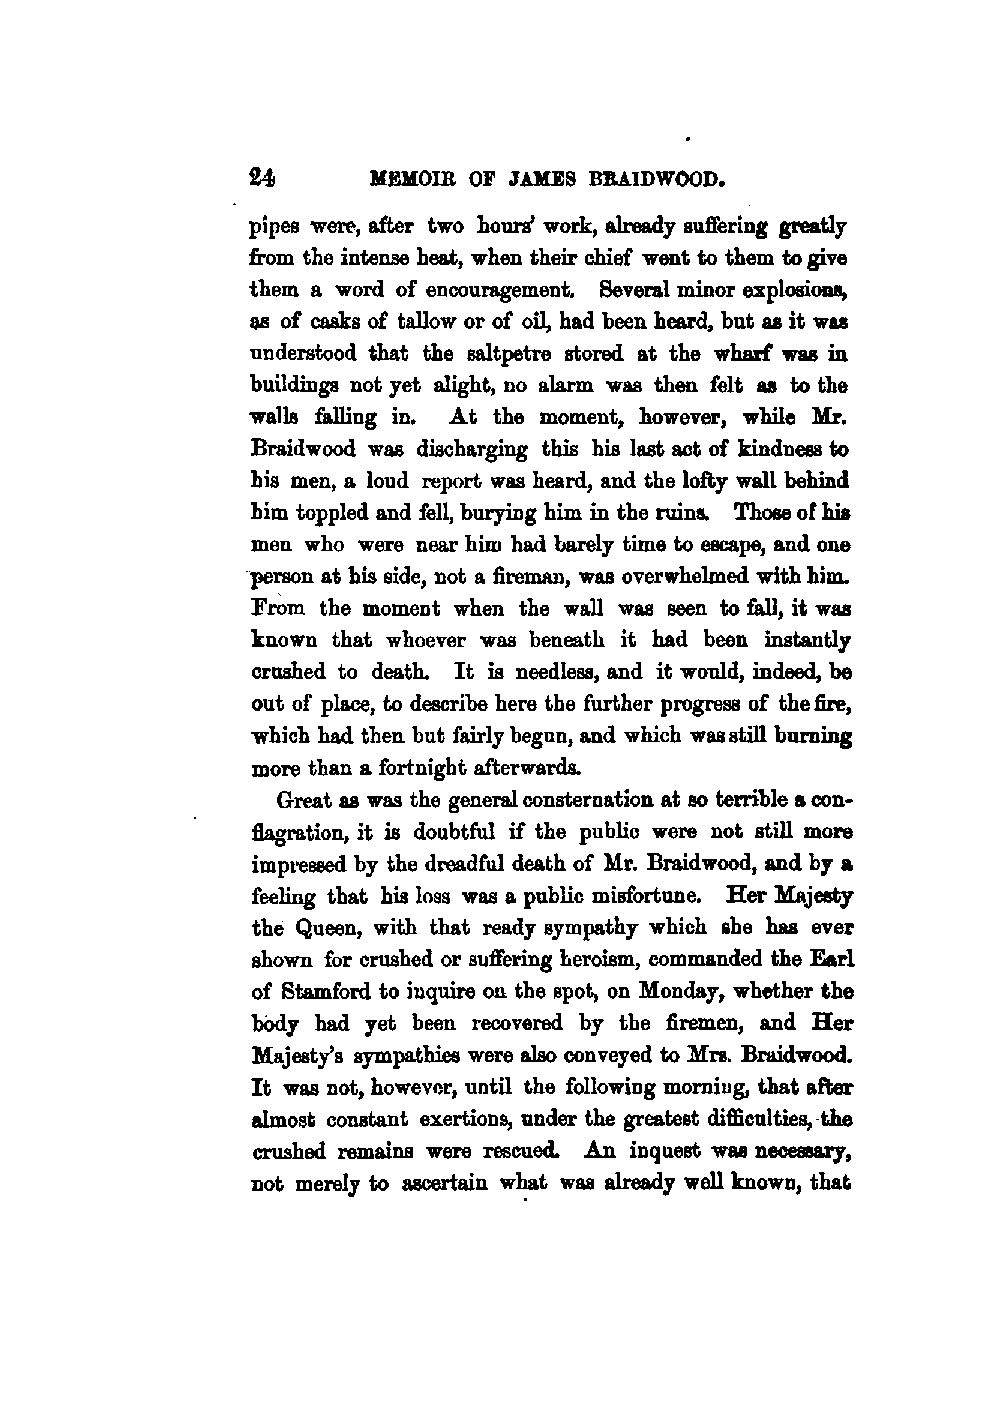 24 MEMOIR OF JAMES BRAIDWOOD.
pipes were, after two hours' work, already suffering greatly
from the intense heat, when their chief went to them to give
them a word of encouragement. Several minor explosions,
as of casks of tallow or of oil, had been heard, but as it was
understood that the saltpetre stored at the wharf was in
buildings not yet alight, no alarm was then felt as to the
walls falling in. At the moment, however, while Mr.
Braidwood was discharging this his last act of kindness to
his men, a loud report was heard, and the lofty wall behind
him toppled and fell, burying him in the ruins. Those of his
men who were near him had barely time to escape, and one
person at his side, not a fireman, was overwhelmed with him.
From the moment when the wall was seen to fall, it was
known that whoever was beneath it had been instantly
crushed to death. It is needless, and it would, indeed, be
out of place, to describe here the further progress of the fire,
which had then but fairly begun, and which was still burning
more than a fortnight afterwards.
Great as was the general consternation at so terrible a con-
flagration, it is doubtful if the public were not still more
impressed by the dreadful death of Mr. Braidwood, and by a
feeling that his loss was a public misfortune. Her Majesty
the Queen, with that ready sympathy which she has ever
shown for crushed or suffering heroism, commanded the Earl
of Stamford to inquire on the spot, on Monday, whether the
body had yet been recovered by the firemen, and Her
Majesty's sympathies were also conveyed to Mrs. Braidwood.
It was not, however, until the following morning, that after
almost constant exertions, under the greatest difficulties, the
crushed remains were rescued. An inquest was necessary,
not merely to ascertain what was already well known, that